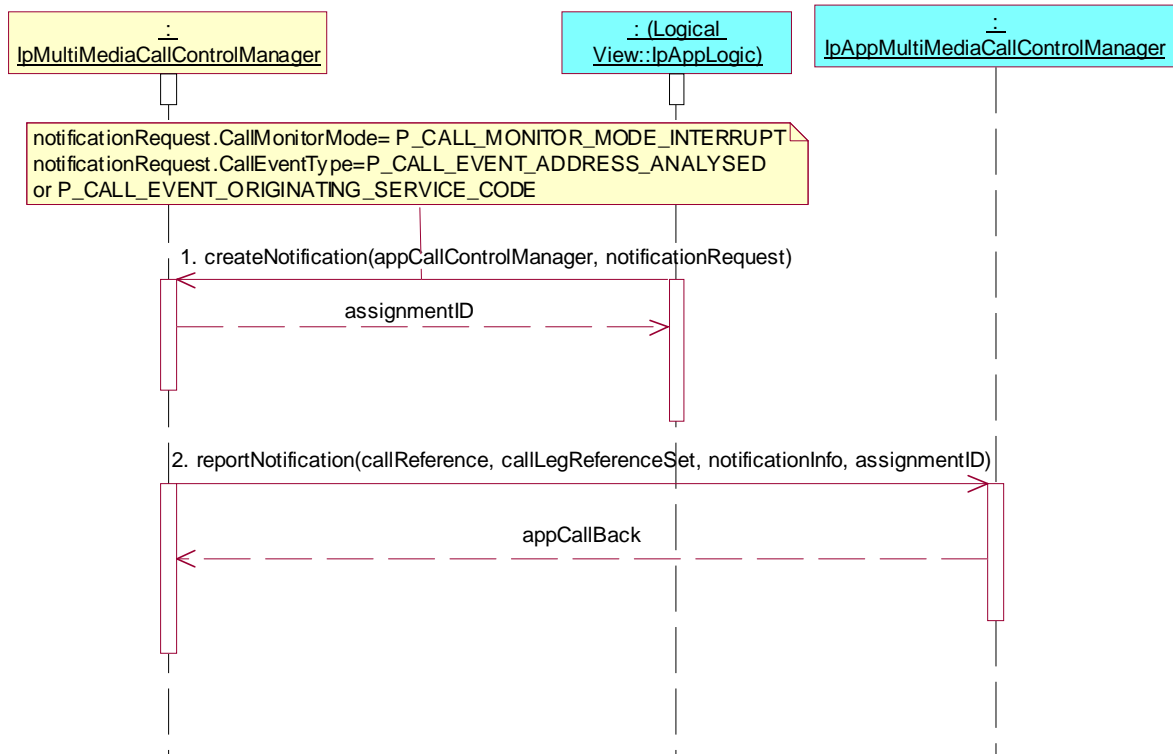 :
IpMultiMediaCallControlManager
: (Logical
View::IpAppLogic)
:
IpAppMultiMediaCallControlManager
notificationRequest.CallMonitorMode= P_CALL_MONITOR_MODE_INTERRUPT
notificationRequest.CallEventType=P_CALL_EVENT_ADDRESS_ANALYSED
or P_CALL_EVENT_ORIGINATING_SERVICE_CODE
1. createNotification(appCallControlManager, notificationRequest)
assignmentID
2. reportNotification(callReference, callLegReferenceSet, notificationInfo, assignmentID)
appCallBack